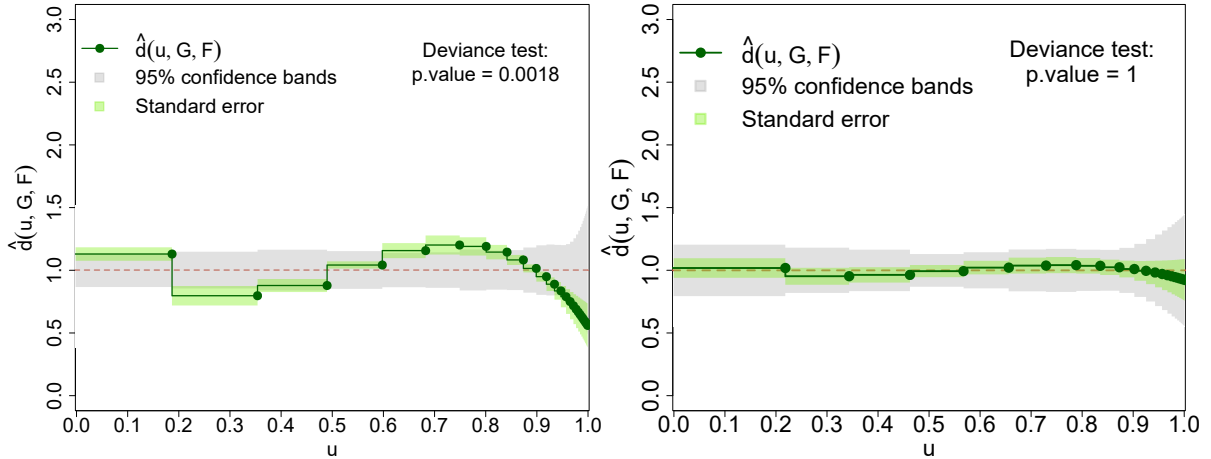 d̂(u, G, F)
95% confidence bands
Standard error
Deviance test:
p.value = 0.0018
d̂(u, G, F)
0.0 0.5 1.0 1.5 2.0 2.5 3.0
0.0 0.1 0.2 0.3 0.4 0.5 0.6 0.7 0.8 0.9 1.0
u
d̂(u, G, F)
95% confidence bands
Standard error
Deviance test:
p.value = 1
d̂(u, G, F)
0.0 0.5 1.0 1.5 2.0 2.5 3.0
0.0 0.1 0.2 0.3 0.4 0.5 0.6 0.7 0.8 0.9 1.0
u